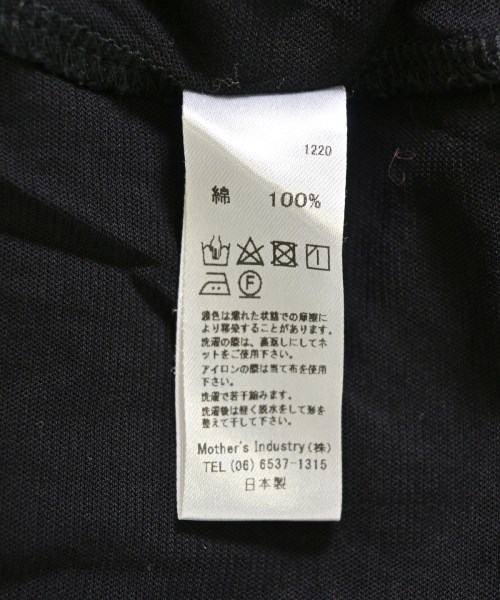 1220
綿 100%
F
濃色は濡れた状態での摩擦に
より移染することがあります。
洗濯の際は、裏返しにしてネ
ットをご使用下さい。
アイロンの際は当て布を使用
下さい。
洗濯で若干縮みます。
洗濯後は軽く脱水をして形を
整えて干して下さい。
Mother's Industry(株)
TEL (06) 6537-1315
日本製